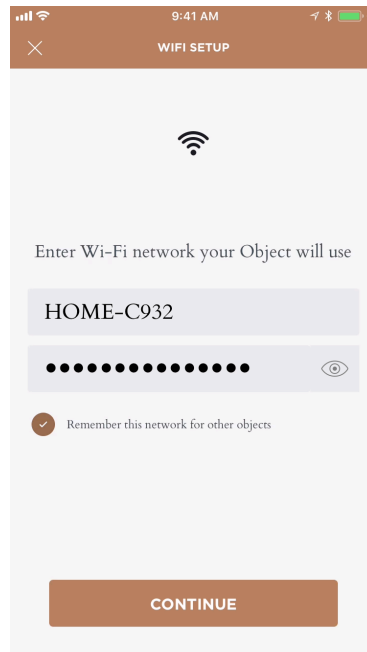 9:41 AM
WIFI SETUP
Enter Wi-Fi network your Object will use
HOME-C932
●●●●●●●●●●●●●●●
Remember this network for other objects
CONTINUE